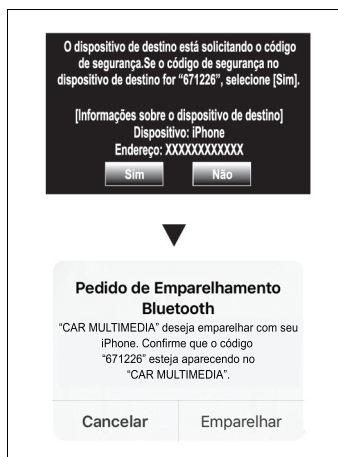 O dispositivo de destino está solicitando o código
de segurança.Se o código de segurança no
dispositivo de destino for “671226”, selecione [Sim].
[Informações sobre o dispositivo de destino]
Dispositivo: iPhone
Endereço: XXXXXXXXXXXX
Sim Não
Pedido de Emparelhamento
Bluetooth
“CAR MULTIMEDIA” deseja emparelhar com seu
iPhone. Confirme que o código
“671226” esteja aparecendo no
“CAR MULTIMEDIA”.
Cancelar Emparelhar